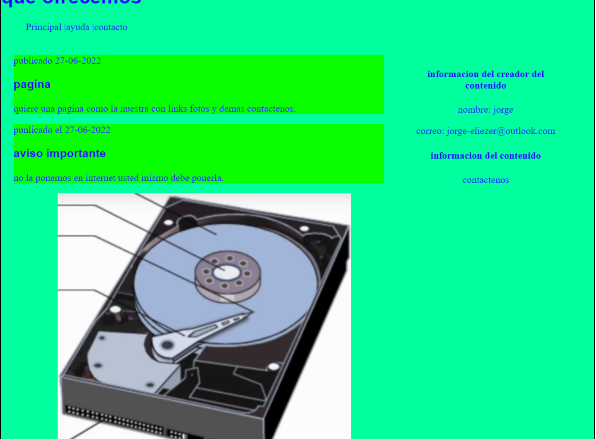 que ofrecemos
Principal |ayuda |contacto
publicado 27-06-2022
pagina
quiere una pagina como la nuestra con links fotos y demas contactenos.
punlicado el 27-06-2022
aviso importante
no la ponemos en internet usted mismo debe ponerla.
informacion del creador del
contenido
nombre: jorge
correo: jorge-eliezer@outlook.com
informacion del contenido
contactenos